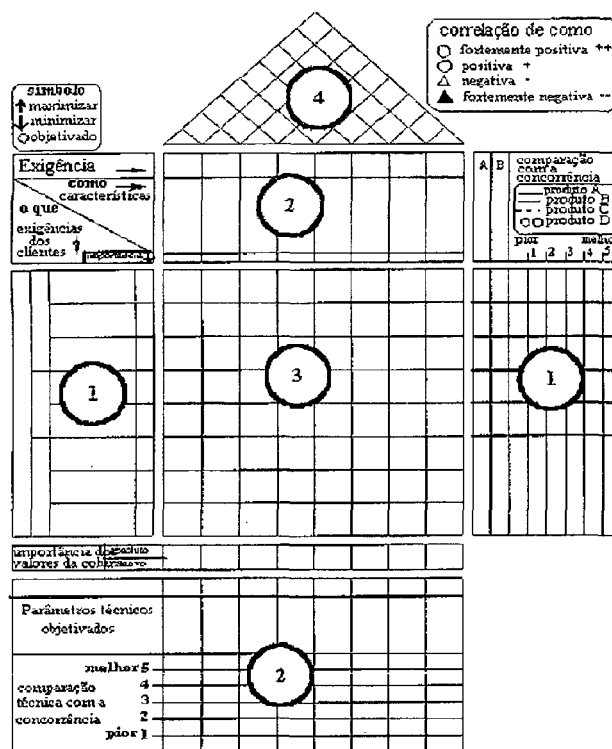 correlação de como
fortemente positiva ++
positiva +
negativa -
fortemente negativa --
4
símbolo
maximizar
minimizar
objetivado
Exigência
como
características
o que
exigências
dos
clientes
2
A B
comparação
com a
concorrência
produto A
produto B
produto C
produto D
pior melhor
1 2 3 4 5
1
3
1
importância dos
valores da
Parâmetros técnicos
objetivados
melhor 5
4
3
2
pior 1
comparação
técnica com a
concorrência
2